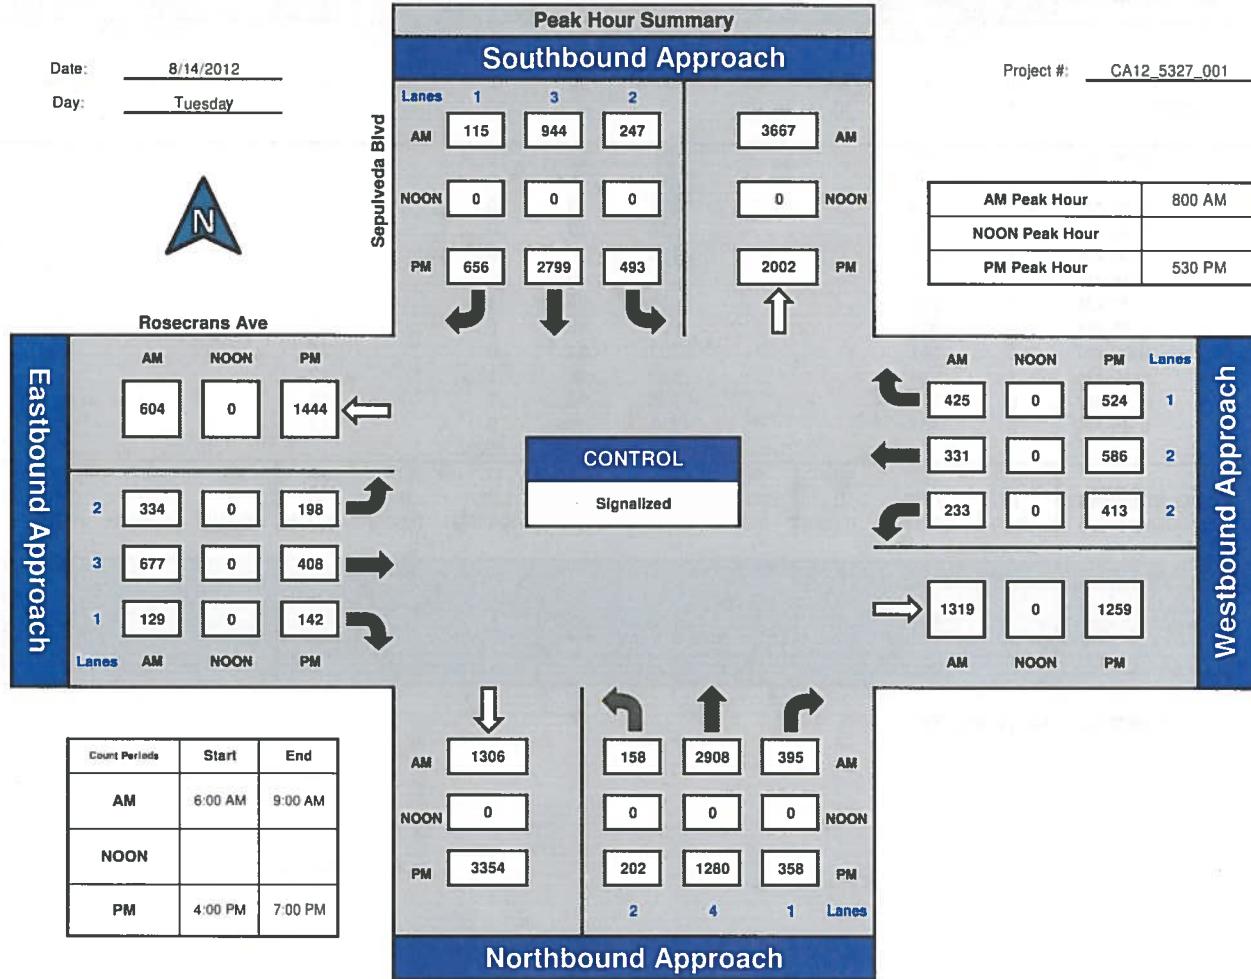 Peak Hour Summary
Southbound Approach
Date: 8/14/2012
Day: Tuesday
Project #: CA12_5327_001
N
Sepulveda Blvd
Lanes 1 3 2
AM 115 944 247 3667 AM
NOON 0 0 0 0 NOON
PM 656 2799 493 2002 PM
AM Peak Hour 800 AM
NOON Peak Hour
PM Peak Hour 530 PM
Rosecrans Ave
Eastbound Approach
AM NOON PM
604 0 1444
2 334 0 198
3 677 0 408
1 129 0 142
Lanes AM NOON PM
CONTROL
Signalized
Westbound Approach
AM NOON PM Lanes
425 0 524 1
331 0 586 2
233 0 413 2
1319 0 1259
AM NOON PM
Count Periods Start End
AM 6:00 AM 9:00 AM
NOON
PM 4:00 PM 7:00 PM
AM 1306 158 2908 395 AM
NOON 0 0 0 0 NOON
PM 3354 202 1280 358 PM
2 4 1 Lanes
Northbound Approach